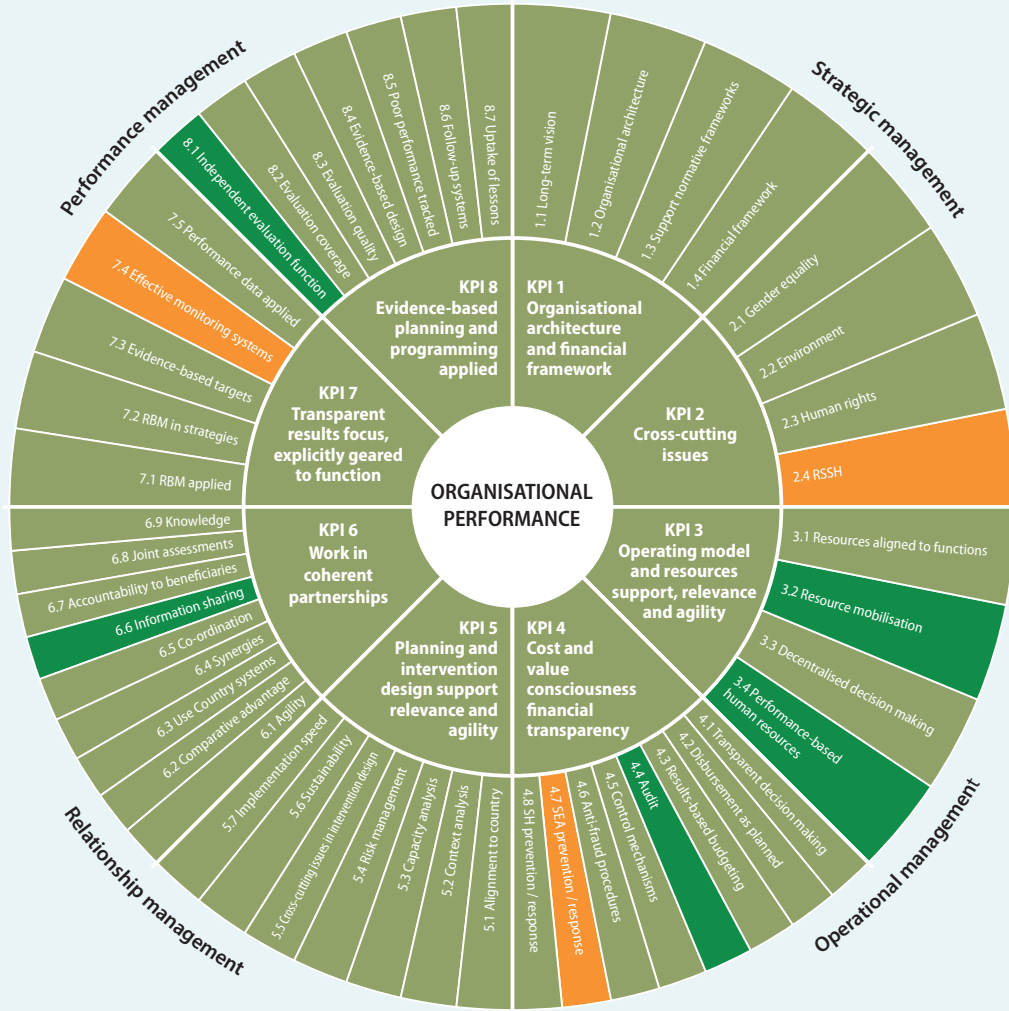 Performance management
Strategic management
Operational management
Relationship management
ORGANISATIONAL
PERFORMANCE
KPI 1
Organisational
architecture
and financial
framework
1.1 Long-term vision
1.2 Organisational architecture
1.3 Support normative frameworks
1.4 Financial framework
KPI 2
Cross-cutting
issues
2.1 Gender equality
2.2 Environment
2.3 Human rights
2.4 RSSH
KPI 3
Operating model
and resources
support, relevance
and agility
3.1 Resources aligned to functions
3.2 Resource mobilisation
3.3 Decentralised decision making
3.4 Performance-based
human resources
KPI 4
Cost and
value
consciousness
financial
transparency
4.1 Transparent decision making
4.2 Disbursement as planned
4.3 Results-based budgeting
4.4 Audit
4.5 Control mechanisms
4.6 Anti-fraud procedures
4.7 SEA prevention / response
4.8 SH prevention / response
KPI 5
Planning and
intervention
design support
relevance and
agility
5.1 Alignment to country
5.2 Context analysis
5.3 Capacity analysis
5.4 Risk management
5.5 Cross-cutting issues in intervention design
5.6 Sustainability
5.7 Implementation speed
KPI 6
Work in
coherent
partnerships
6.1 Agility
6.2 Comparative advantage
6.3 Use Country systems
6.4 Synergies
6.5 Co-ordination
6.6 Information sharing
6.7 Accountability to beneficiaries
6.8 Joint assessments
6.9 Knowledge
KPI 7
Transparent
results focus,
explicitly geared
to function
7.1 RBM applied
7.2 RBM in strategies
7.3 Evidence-based targets
7.4 Effective monitoring systems
7.5 Performance data applied
KPI 8
Evidence-based
planning and
programming
applied
8.1 Independent evaluation function
8.2 Evaluation coverage
8.3 Evaluation quality
8.4 Evidence-based design
8.5 Poor performance tracked
8.6 Follow-up systems
8.7 Uptake of lessons